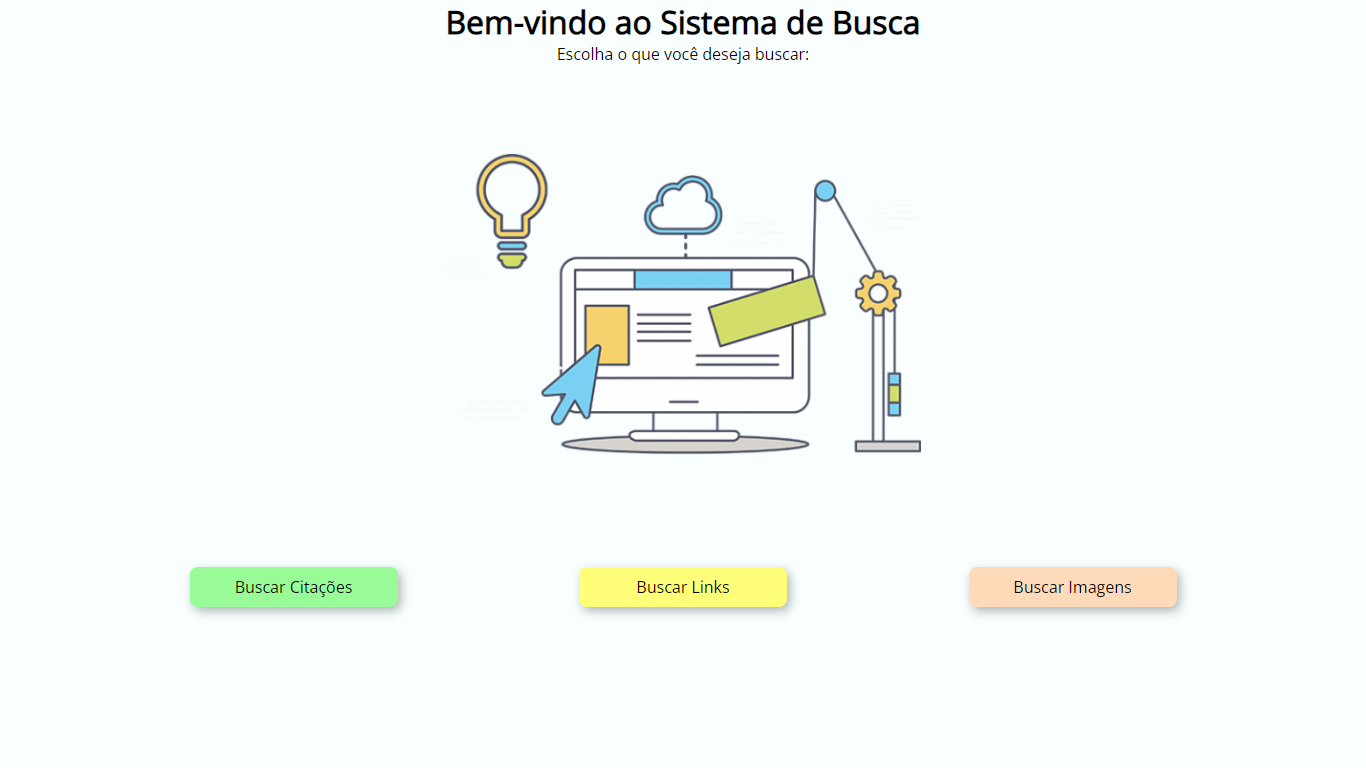 Bem-vindo ao Sistema de Busca
Escolha o que você deseja buscar:
Buscar Citações
Buscar Links
Buscar Imagens